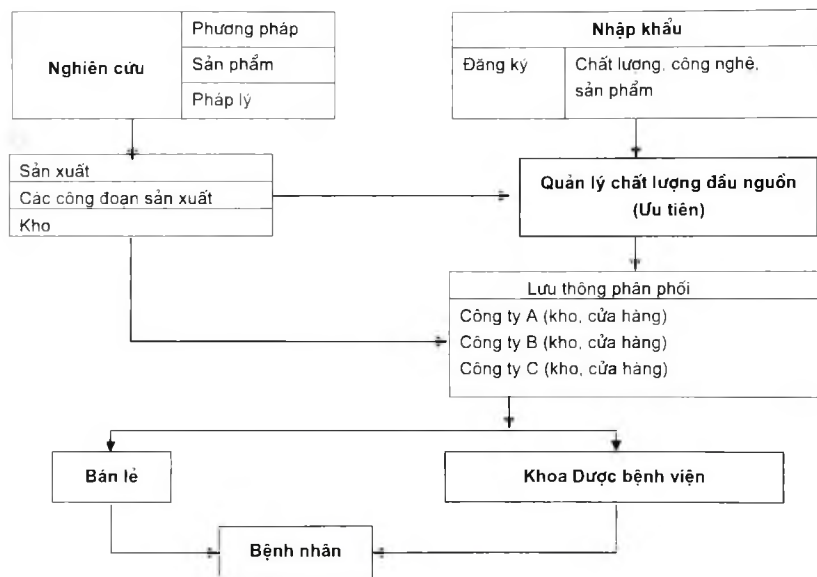 Nghiên cứu
Phương pháp
Sản phẩm
Pháp lý
Nhập khẩu
Đăng ký
Chất lượng, công nghệ,
sản phẩm
Sản xuất
Các công đoạn sản xuất
Kho
Quản lý chất lượng đầu nguồn
(Ưu tiên)
Lưu thông phân phối
Công ty A (kho, cửa hàng)
Công ty B (kho, cửa hàng)
Công ty C (kho, cửa hàng)
Bán lẻ
Khoa Dược bệnh viện
Bệnh nhân